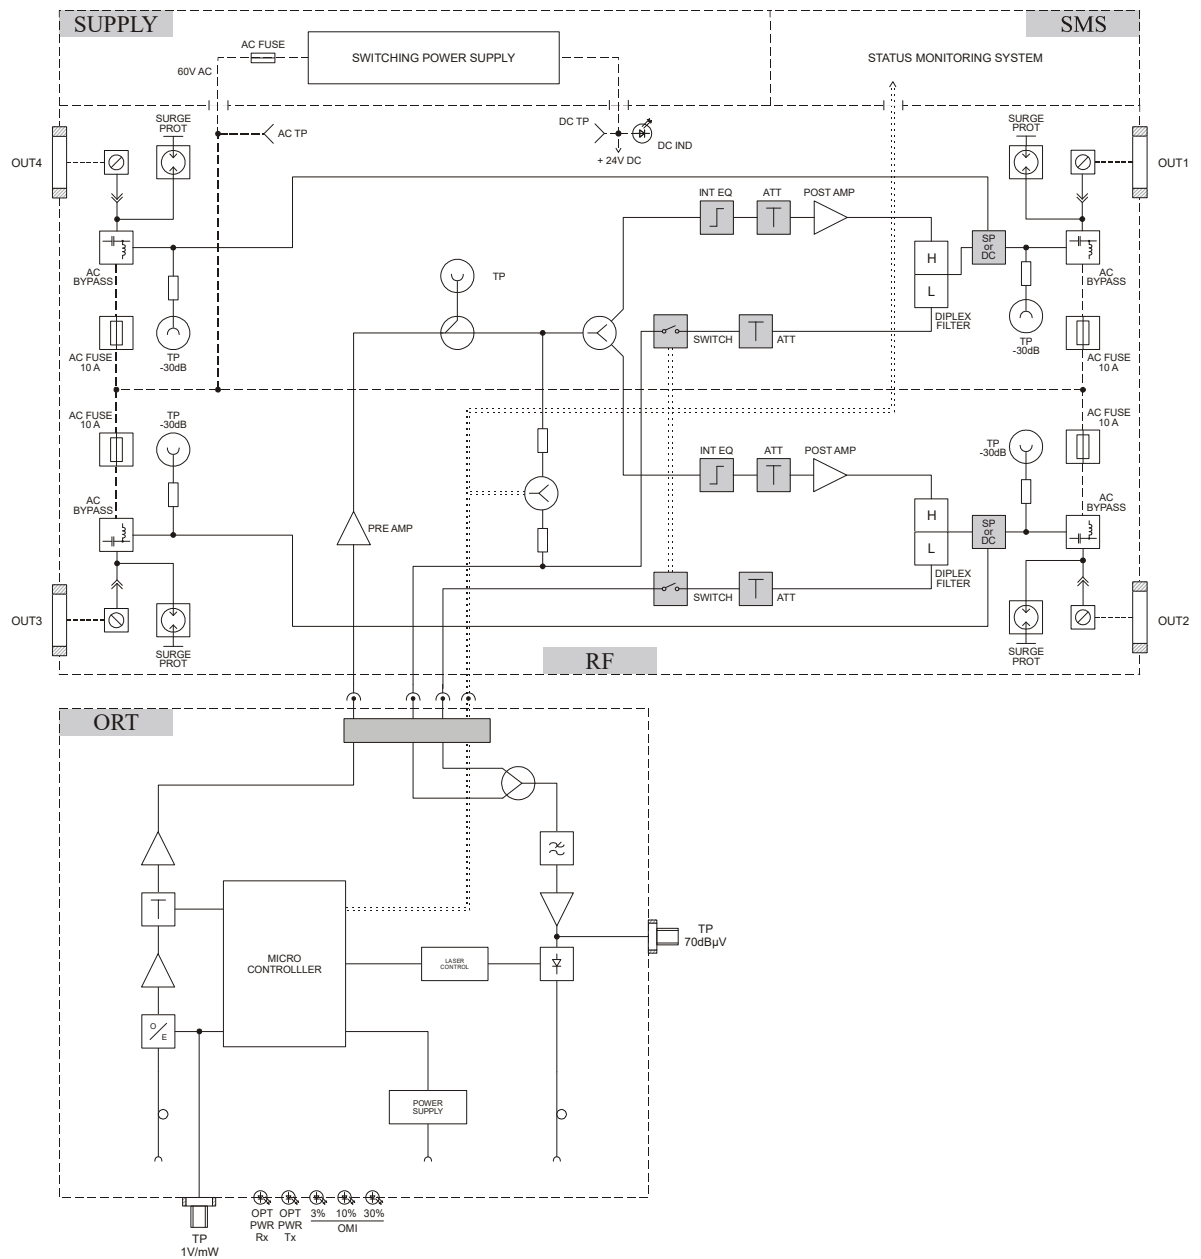 SUPPLY
SMS
AC FUSE
SWITCHING POWER SUPPLY
STATUS MONITORING SYSTEM
60V AC
SURGE
PROT
AC TP
DC TP
DC IND
+ 24V DC
SURGE
PROT
OUT4
OUT1
INT EQ
ATT
POST AMP
SP
or
DC
H
L
AC
BYPASS
AC
BYPASS
TP
DIPLEX
FILTER
SWITCH
ATT
TP
-30dB
AC FUSE
10 A
TP
-30dB
AC FUSE
10 A
AC FUSE
10 A
TP
-30dB
AC FUSE
10 A
TP
-30dB
INT EQ
ATT
POST AMP
AC
BYPASS
AC
BYPASS
H
L
SP
or
DC
PRE AMP
DIPLEX
FILTER
SWITCH
ATT
OUT3
OUT2
SURGE
PROT
SURGE
PROT
RF
ORT
TP
70dBµV
MICRO
CONTROLLLER
LASER
CONTROL
O/E
POWER
SUPPLY
OPT
PWR
Rx
OPT
PWR
Tx
3%
10%
30%
OMI
TP
1V/mW